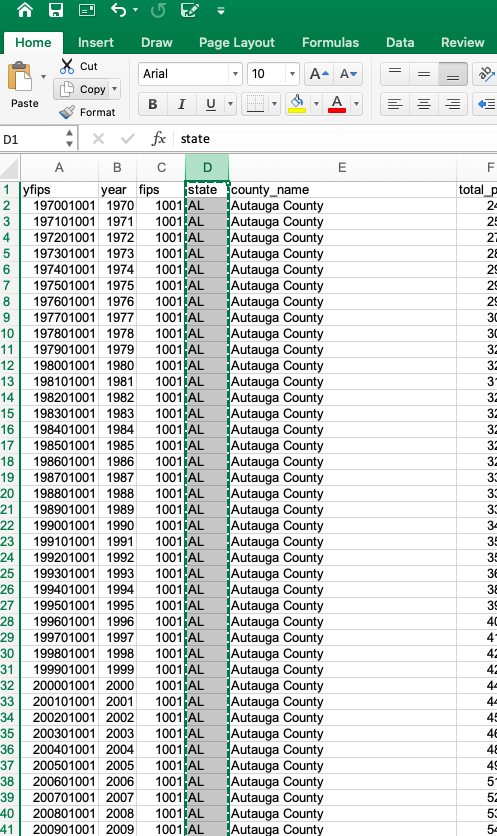 Home Insert Draw Page Layout Formulas Data Review
Paste Cut Copy Format
Arial 10 A A
B I U A ab
D1 fx state
A B C D E F
1 yfips year fips state county_name total_p
2 197001001 1970 1001 AL Autauga County 24
3 197101001 1971 1001 AL Autauga County 25
4 197201001 1972 1001 AL Autauga County 27
5 197301001 1973 1001 AL Autauga County 28
6 197401001 1974 1001 AL Autauga County 29
7 197501001 1975 1001 AL Autauga County 29
8 197601001 1976 1001 AL Autauga County 29
9 197701001 1977 1001 AL Autauga County 30
10 197801001 1978 1001 AL Autauga County 30
11 197901001 1979 1001 AL Autauga County 32
12 198001001 1980 1001 AL Autauga County 32
13 198101001 1981 1001 AL Autauga County 31
14 198201001 1982 1001 AL Autauga County 32
15 198301001 1983 1001 AL Autauga County 32
16 198401001 1984 1001 AL Autauga County 32
17 198501001 1985 1001 AL Autauga County 32
18 198601001 1986 1001 AL Autauga County 32
19 198701001 1987 1001 AL Autauga County 33
20 198801001 1988 1001 AL Autauga County 33
21 198901001 1989 1001 AL Autauga County 33
22 199001001 1990 1001 AL Autauga County 34
23 199101001 1991 1001 AL Autauga County 35
24 199201001 1992 1001 AL Autauga County 35
25 199301001 1993 1001 AL Autauga County 36
26 199401001 1994 1001 AL Autauga County 38
27 199501001 1995 1001 AL Autauga County 39
28 199601001 1996 1001 AL Autauga County 40
29 199701001 1997 1001 AL Autauga County 41
30 199801001 1998 1001 AL Autauga County 42
31 199901001 1999 1001 AL Autauga County 42
32 200001001 2000 1001 AL Autauga County 44
33 200101001 2001 1001 AL Autauga County 44
34 200201001 2002 1001 AL Autauga County 45
35 200301001 2003 1001 AL Autauga County 46
36 200401001 2004 1001 AL Autauga County 48
37 200501001 2005 1001 AL Autauga County 49
38 200601001 2006 1001 AL Autauga County 51
39 200701001 2007 1001 AL Autauga County 52
40 200801001 2008 1001 AL Autauga County 53
41 200901001 2009 1001 AL Autauga County